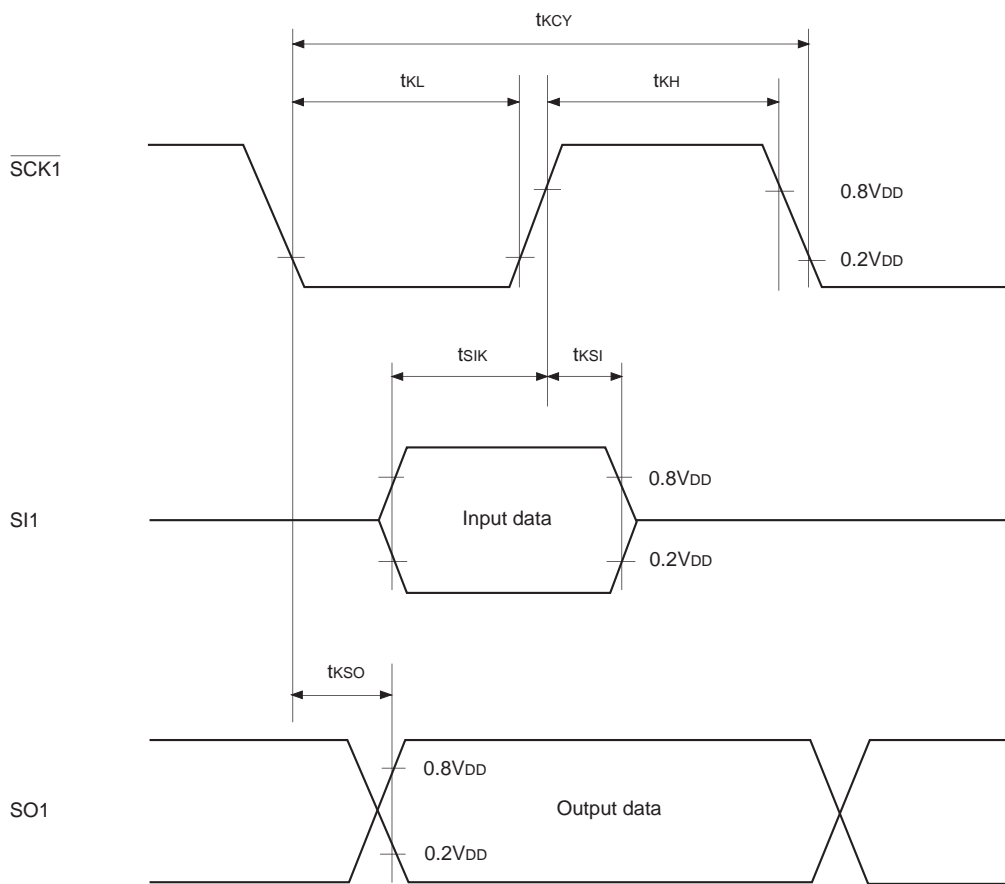 tKCY
tKL
tKH
SCK1
0.8VDD
0.2VDD
tSIK
tKSI
0.8VDD
SI1
Input data
0.2VDD
tKSO
0.8VDD
SO1
Output data
0.2VDD